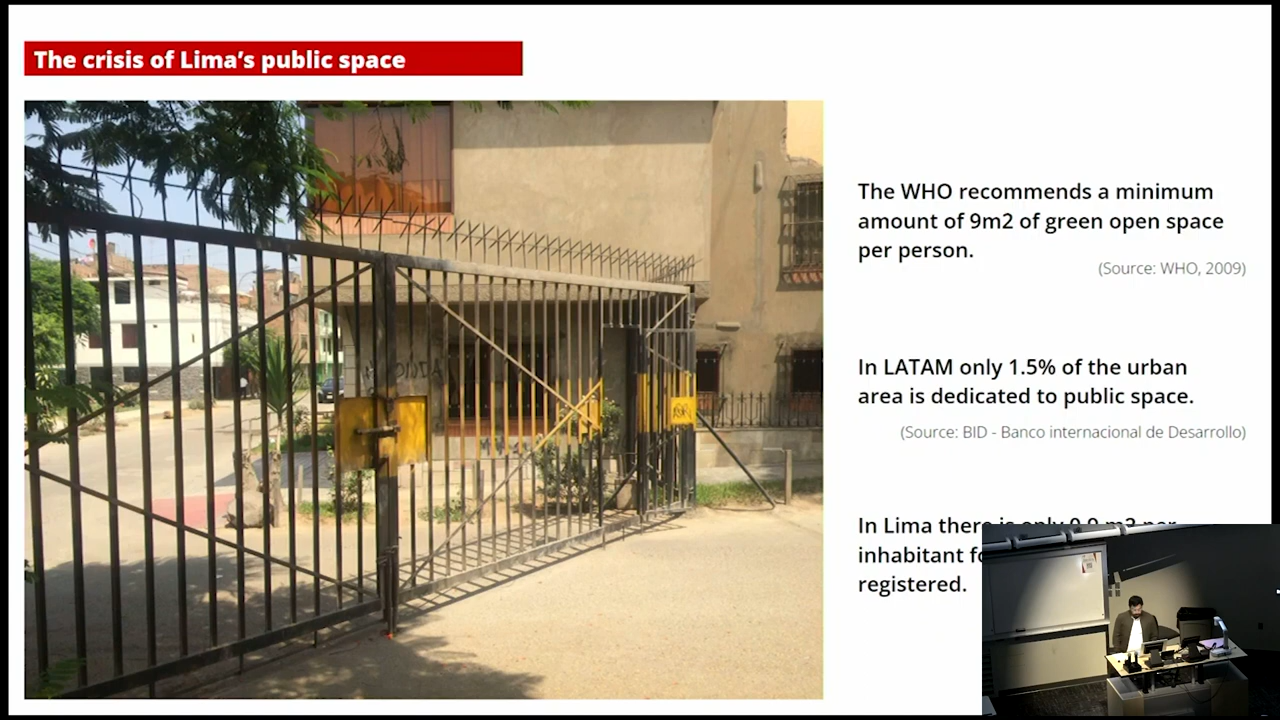 The crisis of Lima's public space
The WHO recommends a minimum
amount of 9m2 of green open space
per person.
(Source: WHO, 2009)
In LATAM only 1.5% of the urban
area is dedicated to public space.
(Source: BID - Banco internacional de Desarrollo)
In Lima there is only
inhabitant
registered.